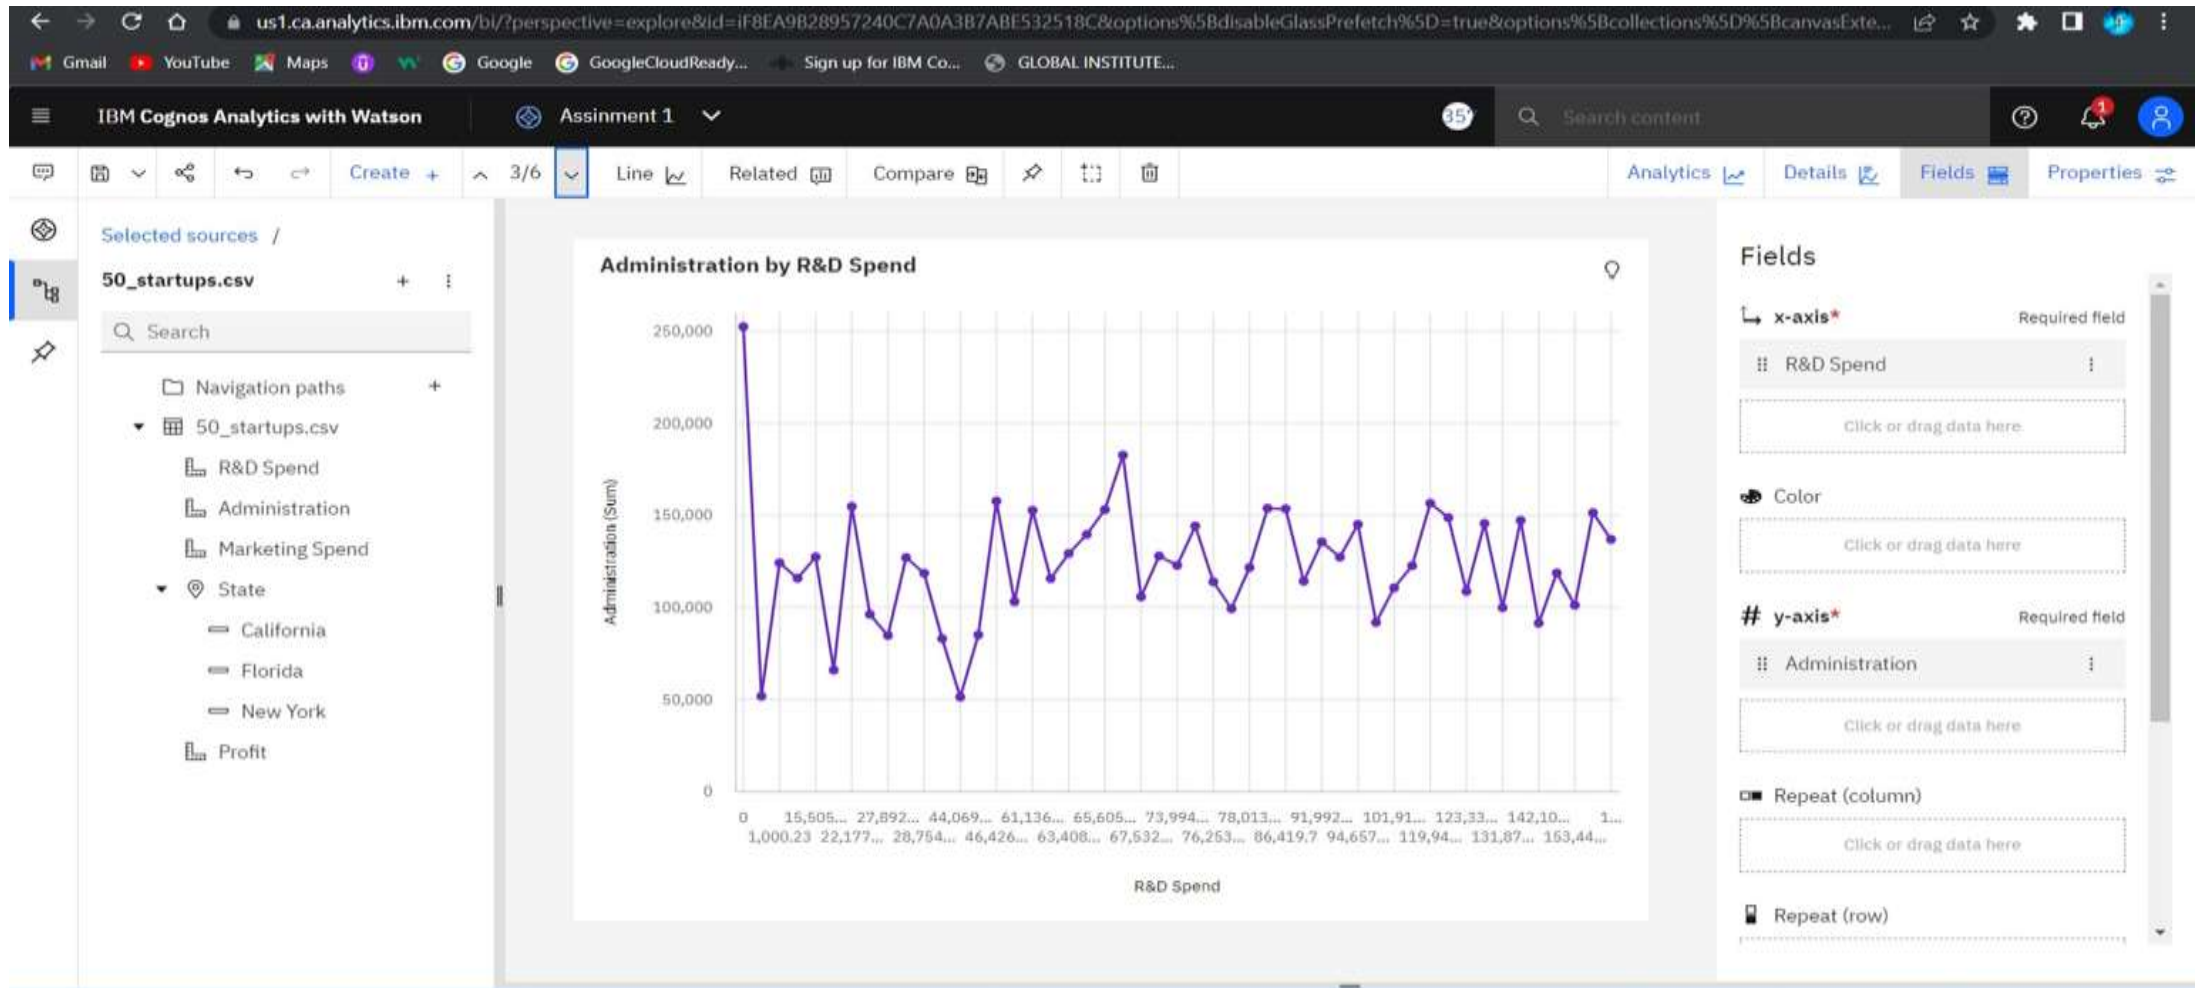 us1.ca.analytics.ibm.com/bi/?perspective=explore&id=iF8EA9B28957240C7A0A3B7ABE532518C&options%5BdisableGlassPrefetch%5D=true&options%5Bcollections%5D%5BcanvasExte...
Gmail YouTube Maps Google GoogleCloudReady... Sign up for IBM Co... GLOBAL INSTITUTE...
IBM Cognos Analytics with Watson Assinment 1 Search content 1
Create + 3/6 Line Related Compare Analytics Details Fields Properties
Selected sources /
50_startups.csv
Search
Navigation paths
50_startups.csv
R&D Spend
Administration
Marketing Spend
State
California
Florida
New York
Profit
Administration by R&D Spend
Administration (Sum)
250,000
200,000
150,000
100,000
50,000
0
0 15,505... 27,892... 44,069... 61,136... 65,605... 73,994... 78,013... 91,992... 101,91... 123,33... 142,10... 1...
1,000.23 22,177... 28,754... 46,426... 63,408... 67,532... 76,253... 86,419.7 94,657... 119,94... 131,87... 153,44...
R&D Spend
Fields
x-axis* Required field
R&D Spend
Click or drag data here
Color
Click or drag data here
# y-axis* Required field
Administration
Click or drag data here
Repeat (column)
Click or drag data here
Repeat (row)